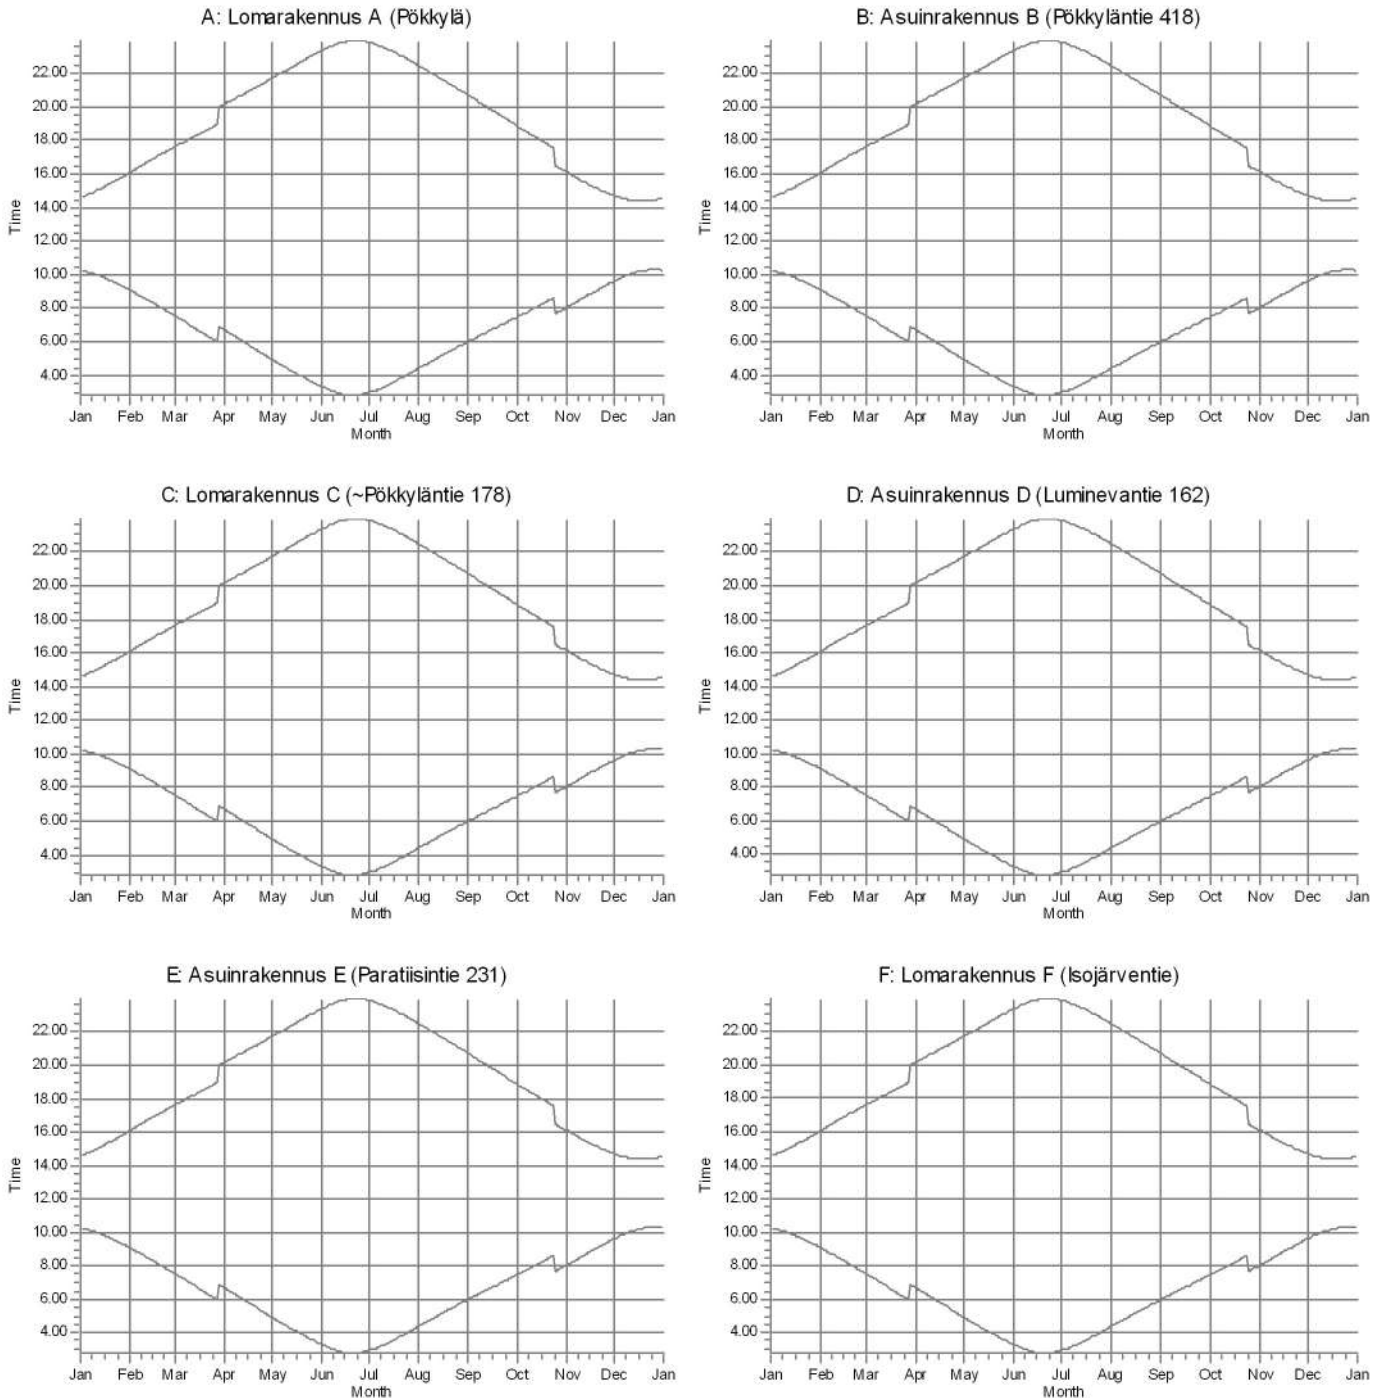 A: Lomarakennus A (Pökkylä)
22.00
20.00
18.00
16.00
14.00
12.00
10.00
8.00
6.00
4.00
Time
Jan Feb Mar Apr May Jun Jul Aug Sep Oct Nov Dec Jan
Month
B: Asuinrakennus B (Pökkyläntie 418)
22.00
20.00
18.00
16.00
14.00
12.00
10.00
8.00
6.00
4.00
Time
Jan Feb Mar Apr May Jun Jul Aug Sep Oct Nov Dec Jan
Month
C: Lomarakennus C (~Pökkyläntie 178)
22.00
20.00
18.00
16.00
14.00
12.00
10.00
8.00
6.00
4.00
Time
Jan Feb Mar Apr May Jun Jul Aug Sep Oct Nov Dec Jan
Month
D: Asuinrakennus D (Luminevantie 162)
22.00
20.00
18.00
16.00
14.00
12.00
10.00
8.00
6.00
4.00
Time
Jan Feb Mar Apr May Jun Jul Aug Sep Oct Nov Dec Jan
Month
E: Asuinrakennus E (Paratiisintie 231)
22.00
20.00
18.00
16.00
14.00
12.00
10.00
8.00
6.00
4.00
Time
Jan Feb Mar Apr May Jun Jul Aug Sep Oct Nov Dec Jan
Month
F: Lomarakennus F (Isojärventie)
22.00
20.00
18.00
16.00
14.00
12.00
10.00
8.00
6.00
4.00
Time
Jan Feb Mar Apr May Jun Jul Aug Sep Oct Nov Dec Jan
Month